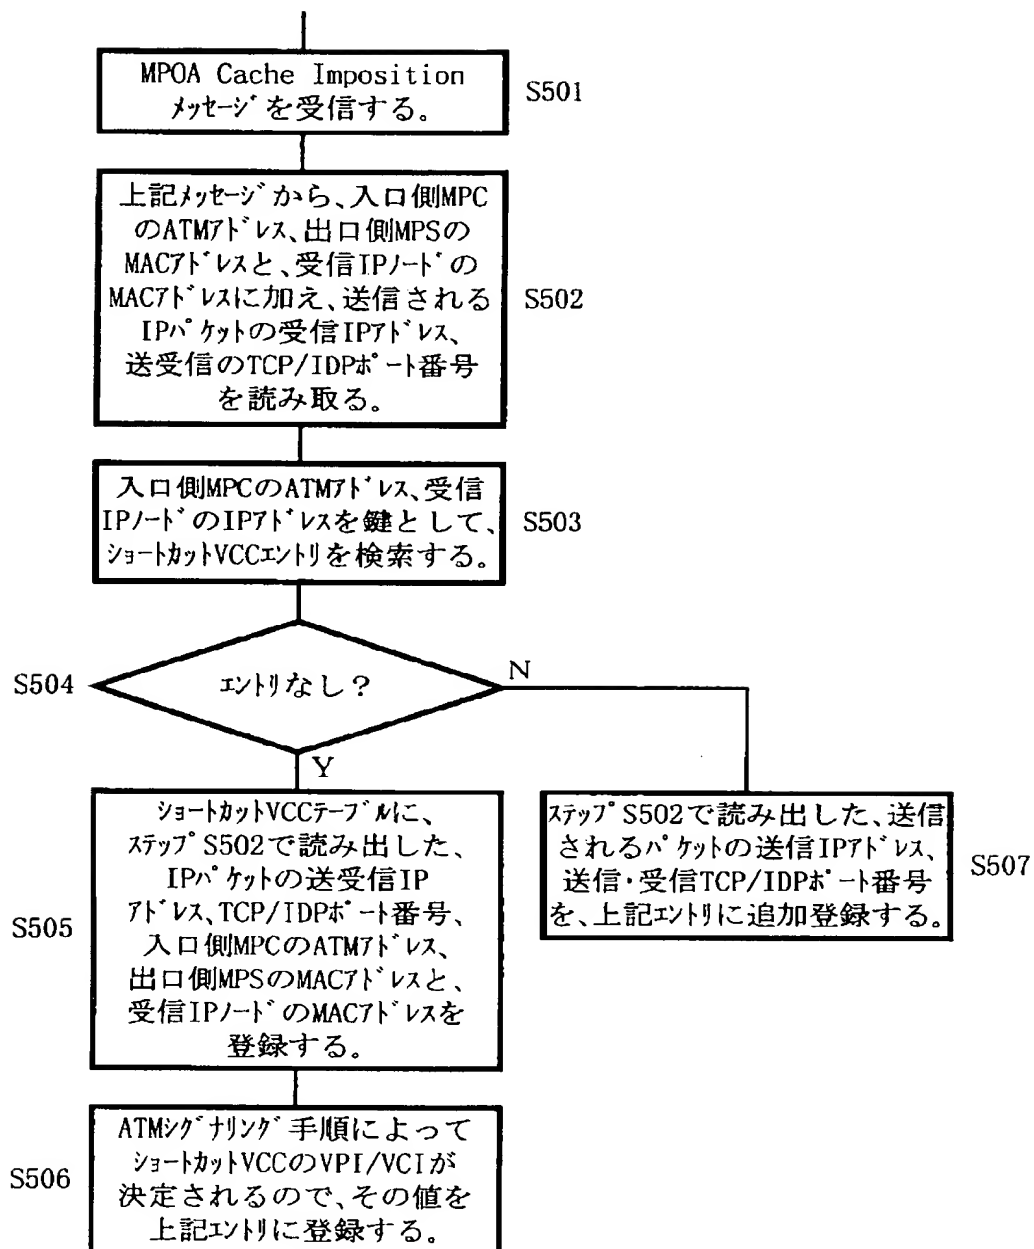 MPOA Cache Imposition
メッセージを受信する。
S501
上記メッセージから、入口側MPC
のATMアドレス、出口側MPSの
MACアドレスと、受信IPノードの
MACアドレスに加え、送信される
IPパケットの受信IPアドレス、
送受信のTCP/IDPポート番号
を読み取る。
S502
入口側MPCのATMアドレス、受信
IPノードのIPアドレスを鍵として、
ショートカットVCCエントリを検索する。
S503
S504
エントリなし?
N
Y
ショートカットVCCテーブルに、
ステップS502で読み出した、
IPパケットの送受信IP
アドレス、TCP/IDPポート番号、
入口側MPCのATMアドレス、
出口側MPSのMACアドレスと、
受信IPノードのMACアドレスを
登録する。
S505
ステップS502で読み出した、送信
されるパケットの送信IPアドレス、
送信・受信TCP/IDPポート番号
を、上記エントリに追加登録する。
S507
ATMシグナリング手順によって
ショートカットVCCのVPI/VCIが
決定されるので、その値を
上記エントリに登録する。
S506